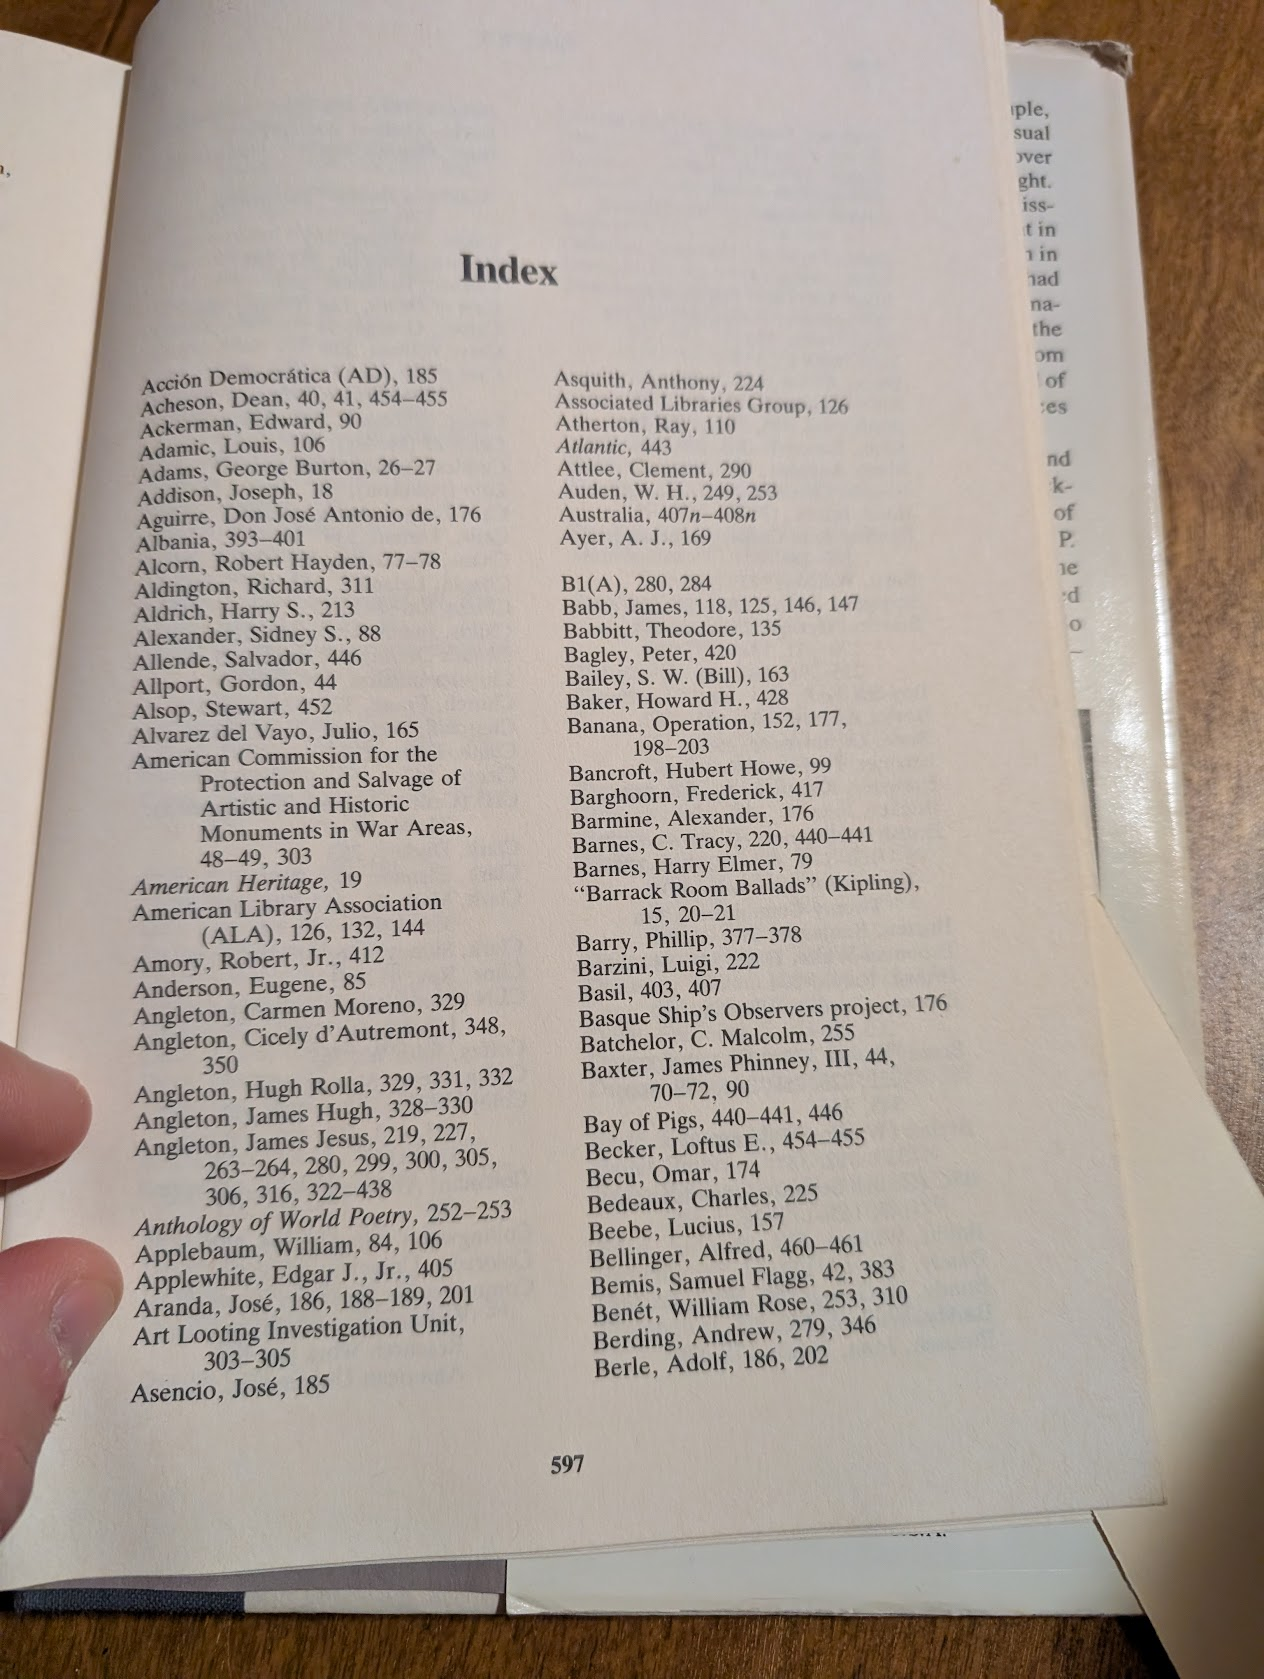 Index
Acción Democrática (AD), 185
Acheson, Dean, 40, 41, 454–455
Ackerman, Edward, 90
Adamic, Louis, 106
Adams, George Burton, 26–27
Addison, Joseph, 18
Aguirre, Don José Antonio de, 176
Albania, 393–401
Alcorn, Robert Hayden, 77–78
Aldington, Richard, 311
Aldrich, Harry S., 213
Alexander, Sidney S., 88
Allende, Salvador, 446
Allport, Gordon, 44
Alsop, Stewart, 452
Alvarez del Vayo, Julio, 165
American Commission for the
Protection and Salvage of
Artistic and Historic
Monuments in War Areas,
48–49, 303
American Heritage, 19
American Library Association
(ALA), 126, 132, 144
Amory, Robert, Jr., 412
Anderson, Eugene, 85
Angleton, Carmen Moreno, 329
Angleton, Cicely d'Autremont, 348,
350
Angleton, Hugh Rolla, 329, 331, 332
Angleton, James Hugh, 328–330
Angleton, James Jesus, 219, 227,
263–264, 280, 299, 300, 305,
306, 316, 322–438
Anthology of World Poetry, 252–253
Applebaum, William, 84, 106
Applewhite, Edgar J., Jr., 405
Aranda, José, 186, 188–189, 201
Art Looting Investigation Unit,
303–305
Asencio, José, 185
Asquith, Anthony, 224
Associated Libraries Group, 126
Atherton, Ray, 110
Atlantic, 443
Attlee, Clement, 290
Auden, W. H., 249, 253
Australia, 407n–408n
Ayer, A. J., 169
B1(A), 280, 284
Babb, James, 118, 125, 146, 147
Babbitt, Theodore, 135
Bagley, Peter, 420
Bailey, S. W. (Bill), 163
Baker, Howard H., 428
Banana, Operation, 152, 177,
198–203
Bancroft, Hubert Howe, 99
Barghoorn, Frederick, 417
Barmine, Alexander, 176
Barnes, C. Tracy, 220, 440–441
Barnes, Harry Elmer, 79
“Barrack Room Ballads” (Kipling),
15, 20–21
Barry, Phillip, 377–378
Barzini, Luigi, 222
Basil, 403, 407
Basque Ship's Observers project, 176
Batchelor, C. Malcolm, 255
Baxter, James Phinney, III, 44,
70–72, 90
Bay of Pigs, 440–441, 446
Becker, Loftus E., 454–455
Becu, Omar, 174
Bedeaux, Charles, 225
Beebe, Lucius, 157
Bellinger, Alfred, 460–461
Bemis, Samuel Flagg, 42, 383
Benét, William Rose, 253, 310
Berding, Andrew, 279, 346
Berle, Adolf, 186, 202
597
sual
ght.
iss-
t in
in
had
na-
the
om
of
nd
k-
of
P.